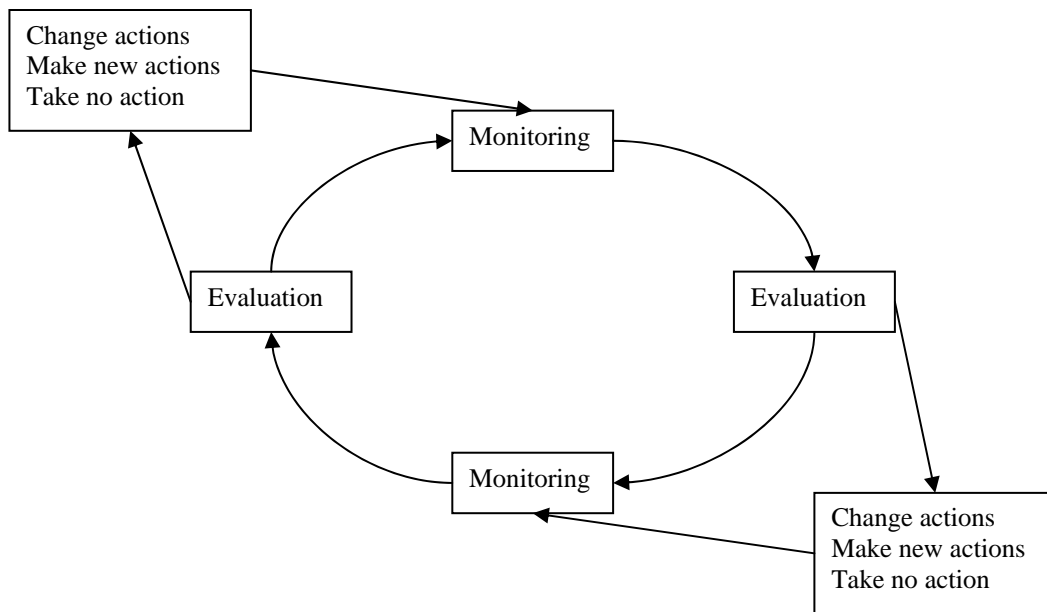 Change actions
Make new actions
Take no action
Monitoring
Evaluation
Evaluation
Monitoring
Change actions
Make new actions
Take no action